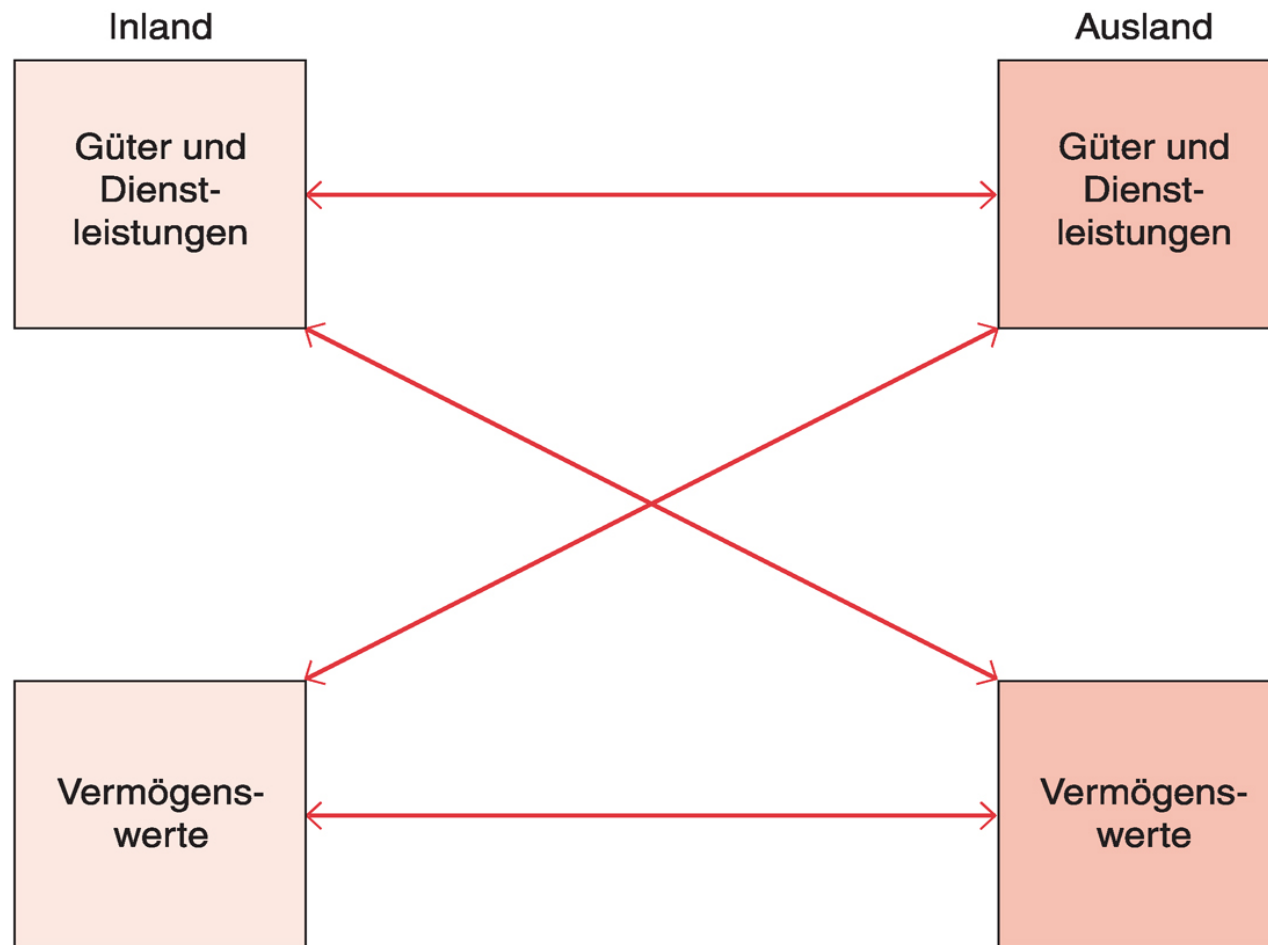 Inland
Ausland
Güter und
Dienst-
leistungen
Güter und
Dienst-
leistungen
Vermögens-
werte
Vermögens-
werte